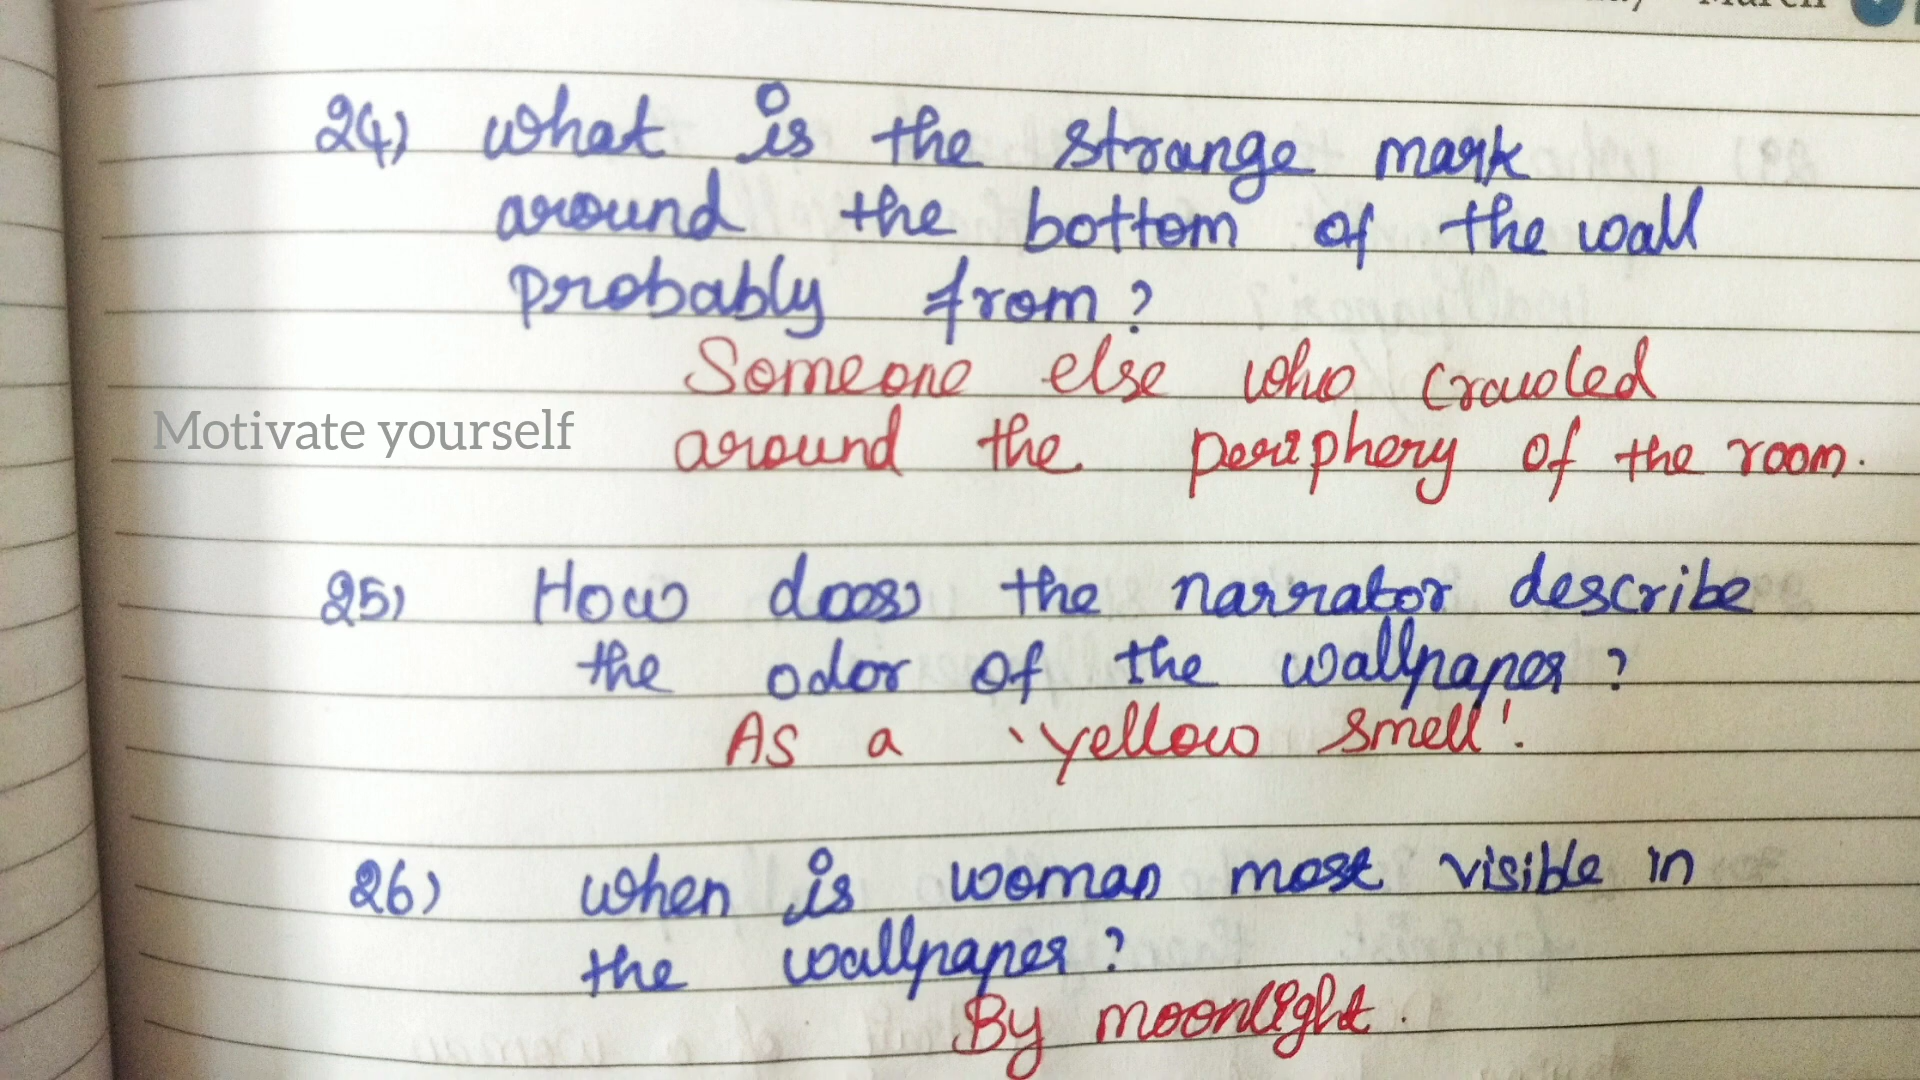 March
24) what is the strange mark
around the bottom of the wall
probably from?
Someone else who crawled
Motivate yourself
around the periphery of the room.
25) How does the narrator describe
the odor of the wallpaper?
As a 'yellow smell'.
26) when is woman most visible in
the wallpaper?
By moonlight.